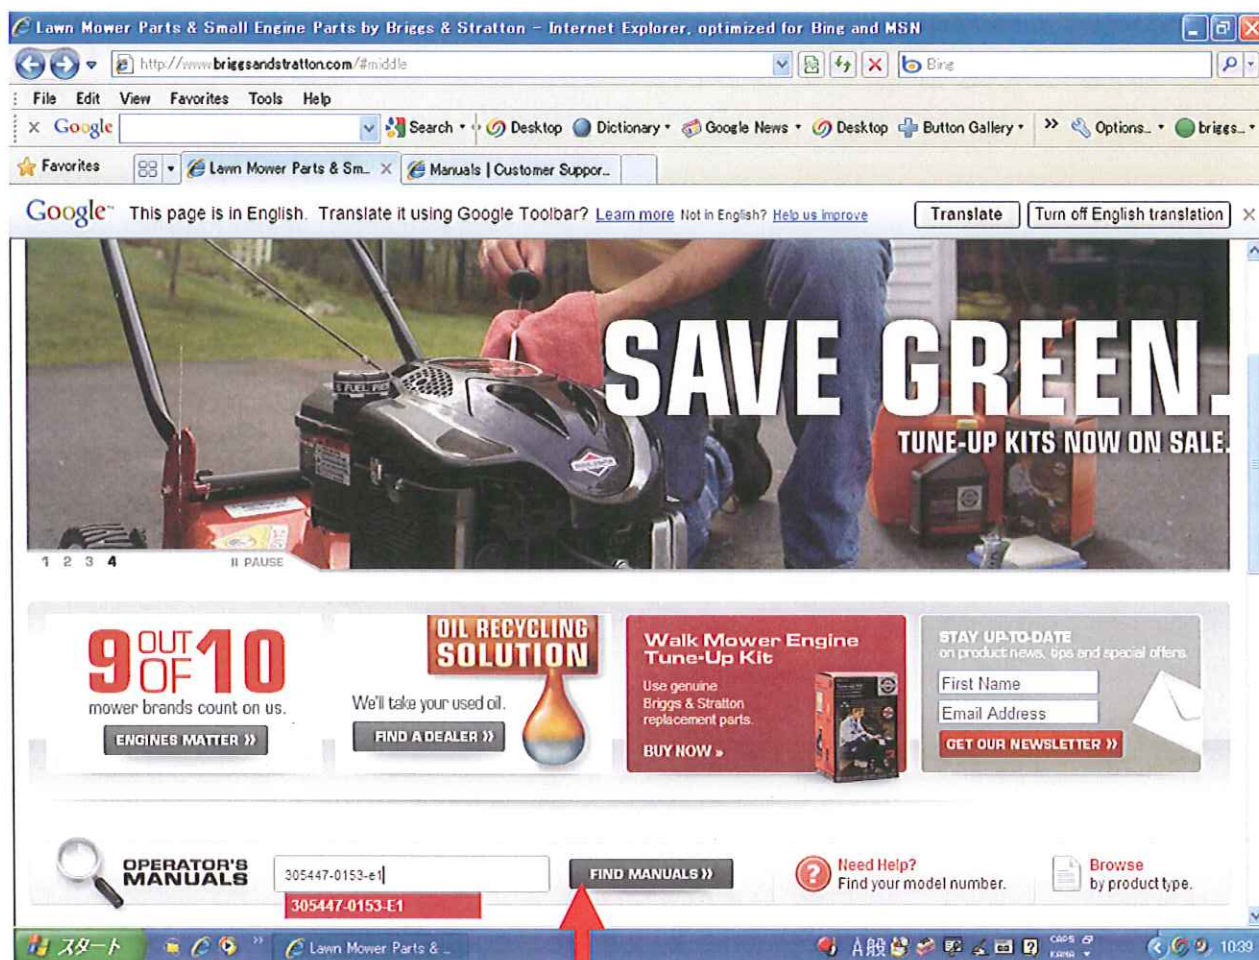 Lawn Mower Parts & Small Engine Parts by Briggs & Stratton - Internet Explorer, optimized for Bing and MSN
http://www.briggsandstratton.com/#middle
Bing
File Edit View Favorites Tools Help
X Google Search Desktop Dictionary Google News Desktop Button Gallery >> Options... briggs...
Favorites Lawn Mower Parts & Sm... X Manuals | Customer Suppor...
Google This page is in English. Translate it using Google Toolbar? Learn more Not in English? Help us improve Translate Turn off English translation X
FUEL
SAVE GREEN.
TUNE-UP KITS NOW ON SALE.
1 2 3 4 II PAUSE
9 OUT OF 10
mower brands count on us.
ENGINES MATTER »
OIL RECYCLING
SOLUTION
We'll take your used oil.
FIND A DEALER »
Walk Mower Engine
Tune-Up Kit
Use genuine
Briggs & Stratton
replacement parts.
BUY NOW »
STAY UP-TO-DATE
on product news, tips and special offers.
First Name
Email Address
GET OUR NEWSLETTER »
OPERATOR'S
MANUALS
305447-0153-e1
305447-0153-E1
FIND MANUALS »
Need Help?
Find your model number.
Browse
by product type.
スタート Lawn Mower Parts & ... A般 CAPS KANA 10:39